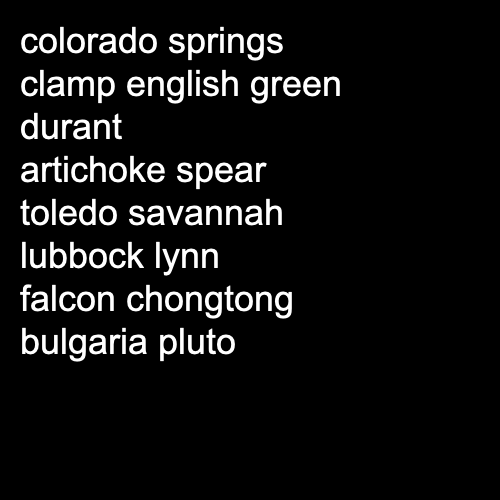 colorado springs
clamp english green
durant
artichoke spear
toledo savannah
lubbock lynn
falcon chongtong
bulgaria pluto